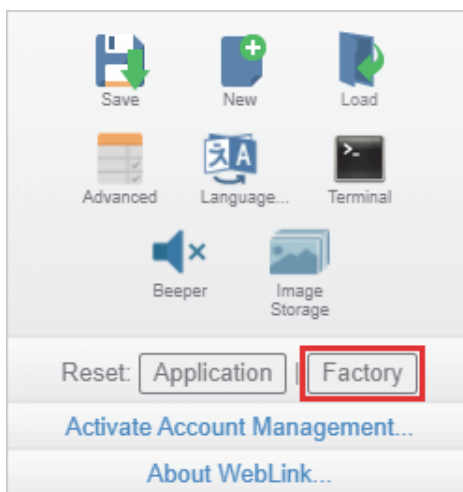 Save New Load
Advanced Language... Terminal
Beeper Image
Storage
Reset: Application | Factory
Activate Account Management...
About WebLink...